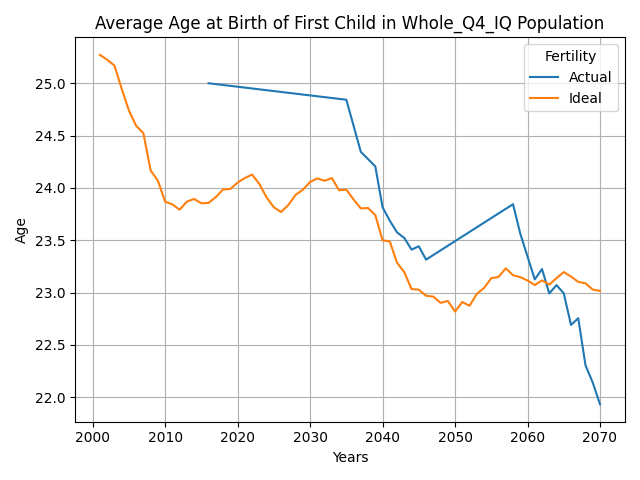 Average Age at Birth of First Child in Whole_Q4_IQ Population
Fertility
Actual
Ideal
25.0
24.5
24.0
23.5
23.0
22.5
22.0
Age
2000 2010 2020 2030 2040 2050 2060 2070
Years